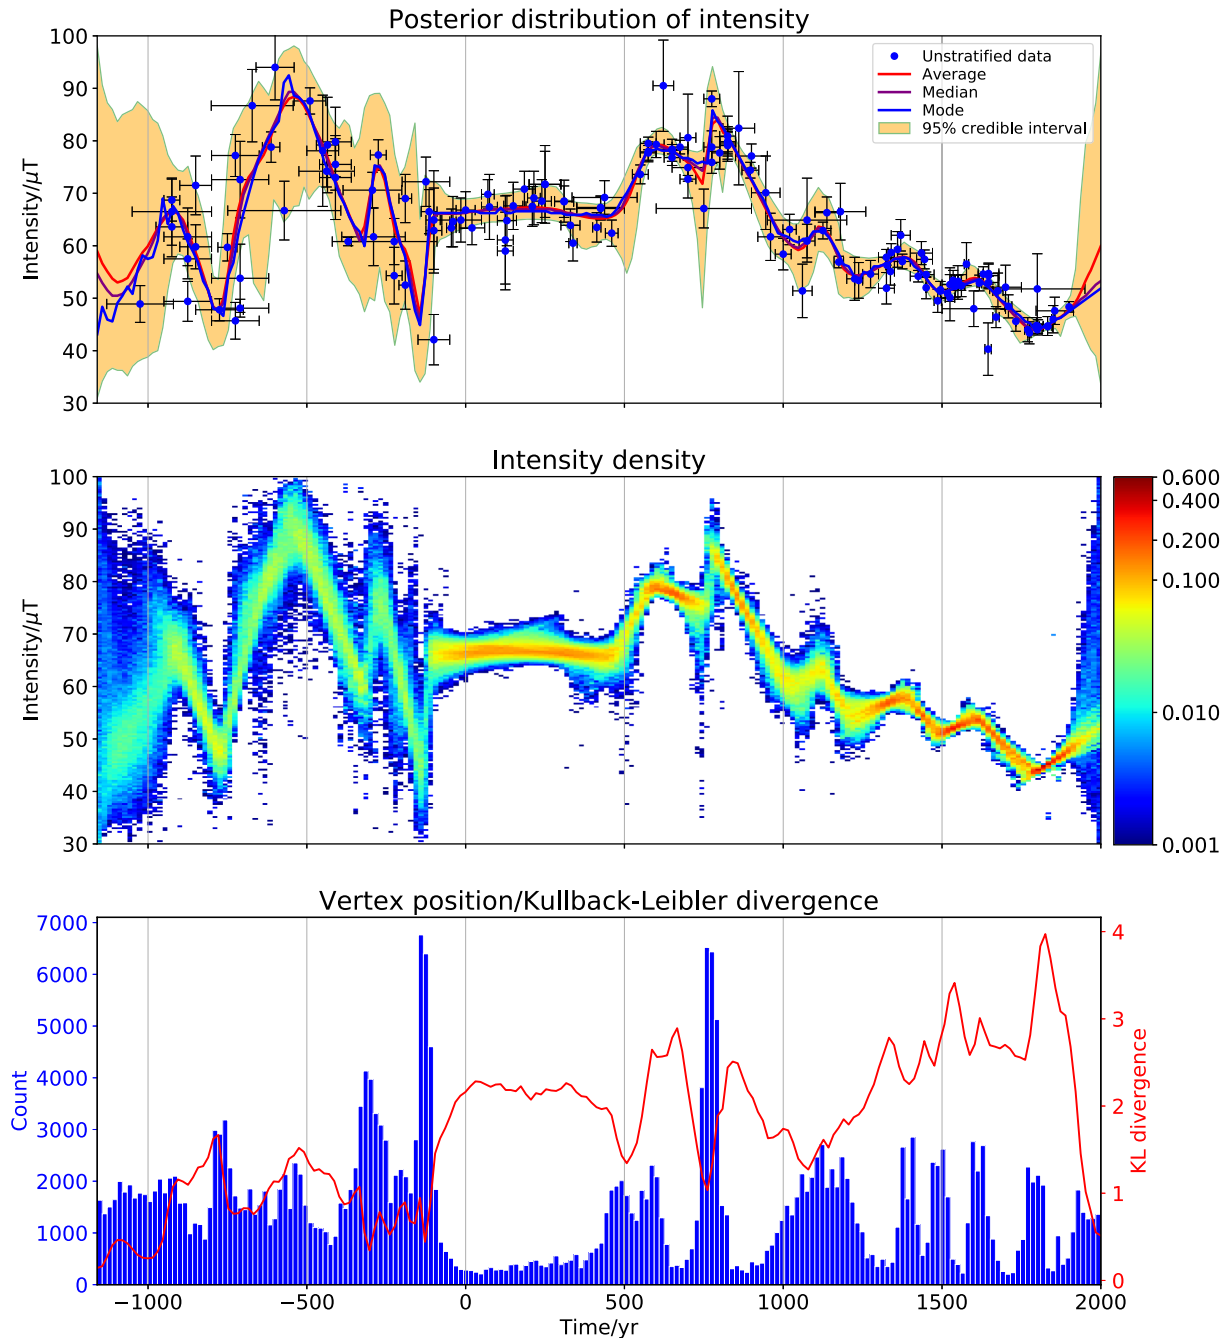 Posterior distribution of intensity
100
90
80
70
60
50
40
30
Intensity/μT
Unstratified data
Average
Median
Mode
95% credible interval
Intensity density
100
90
80
70
60
50
40
30
Intensity/μT
0.600
0.400
0.200
0.100
0.010
0.001
Vertex position/Kullback-Leibler divergence
7000
6000
5000
4000
3000
2000
1000
0
Count
4
3
2
1
0
KL divergence
−1000 −500 0 500 1000 1500 2000
Time/yr